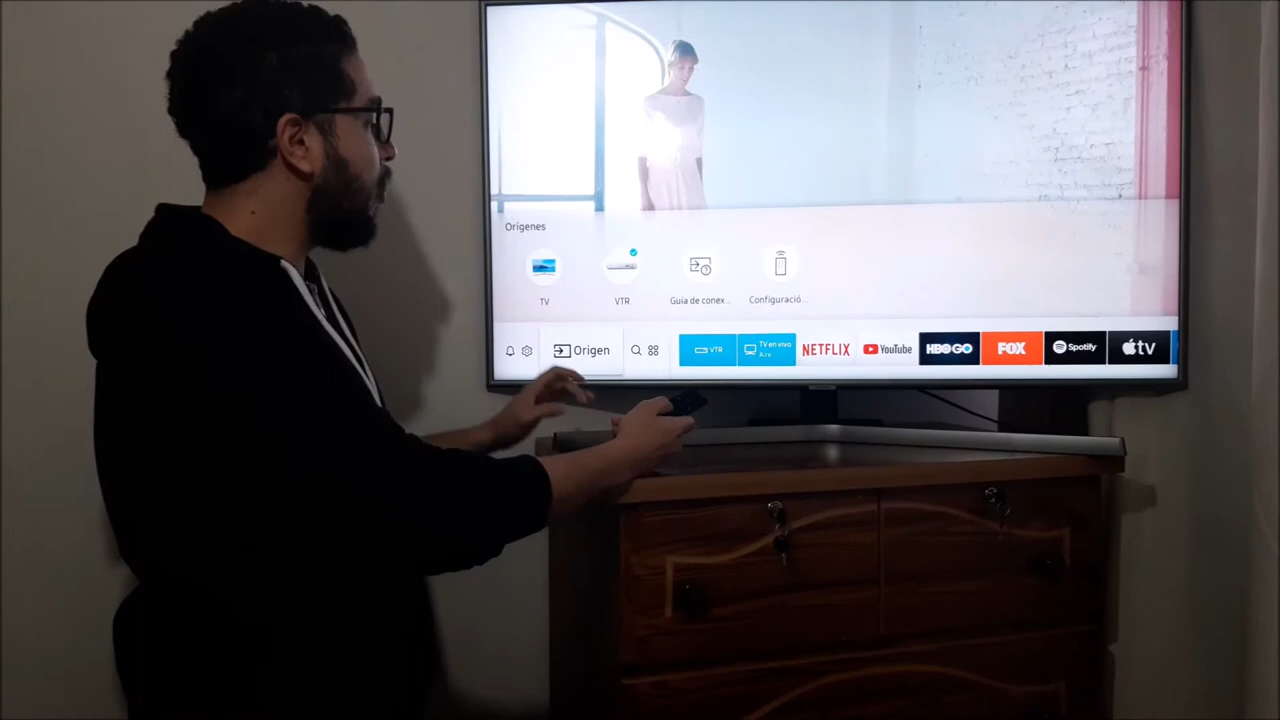 Orígenes
TV
VTR
Guía de conex...
Configuració...
Origen
VTR
TV en vivo
Aire
NETFLIX
YouTube
HBO GO
FOX
Spotify
tv